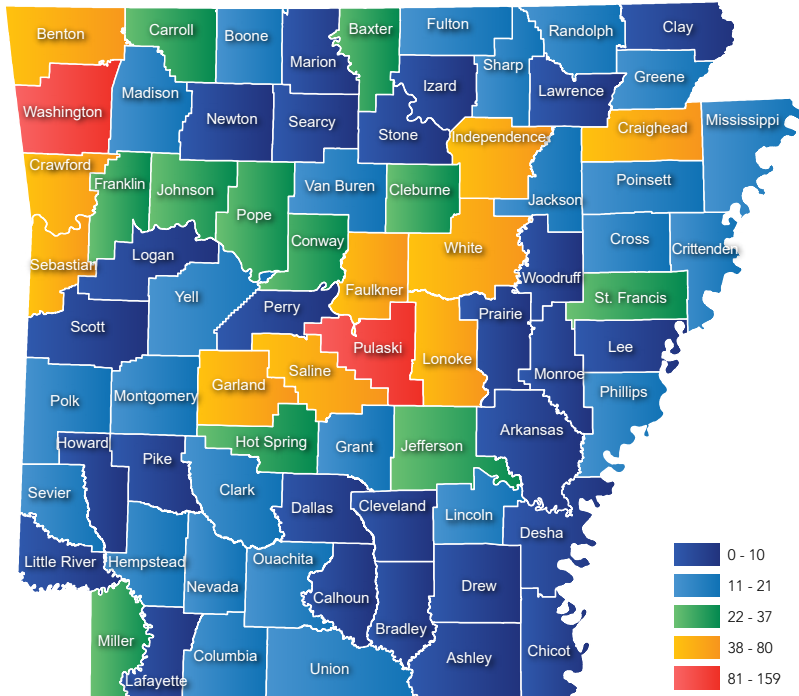 Benton
Carroll
Boone
Marion
Baxter
Fulton
Sharp
Randolph
Clay
Washington
Madison
Newton
Searcy
Stone
Izard
Lawrence
Greene
Crawford
Franklin
Johnson
Pope
Van Buren
Cleburne
Independence
Jackson
Craighead
Mississippi
Poinsett
Sebastian
Logan
Conway
Faulkner
White
Woodruff
Cross
Crittenden
St. Francis
Scott
Yell
Perry
Pulaski
Lonoke
Prairie
Monroe
Lee
Phillips
Polk
Montgomery
Garland
Saline
Hot Spring
Grant
Jefferson
Arkansas
Howard
Pike
Clark
Dallas
Cleveland
Lincoln
Desha
Sevier
Little River
Hempstead
Nevada
Ouachita
Calhoun
Bradley
Drew
Chicot
Miller
Lafayette
Columbia
Union
Ashley
0 - 10
11 - 21
22 - 37
38 - 80
81 - 159